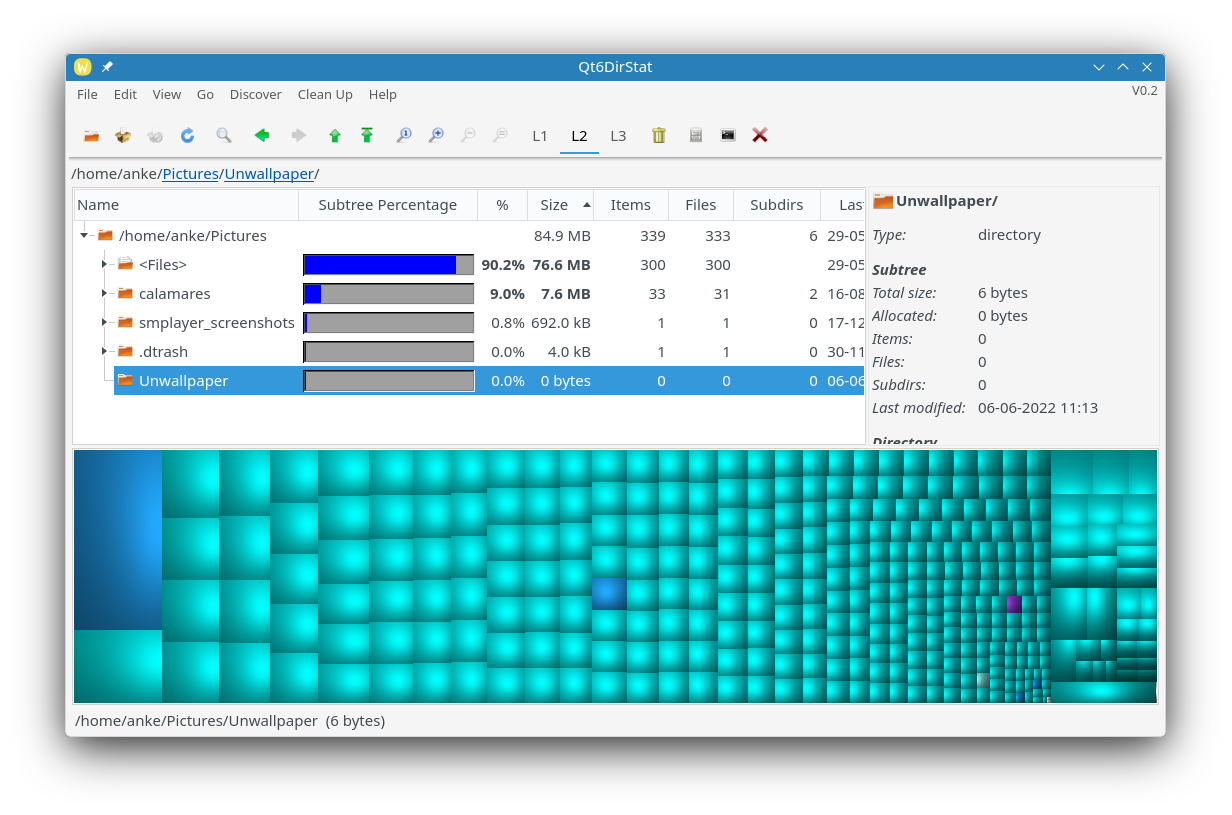 Qt6DirStat
File Edit View Go Discover Clean Up Help V0.2
L1 L2 L3
/home/anke/Pictures/Unwallpaper/
Name Subtree Percentage % Size Items Files Subdirs Las
/home/anke/Pictures 84.9 MB 339 333 6 29-05
<Files> 90.2% 76.6 MB 300 300 29-05
calamares 9.0% 7.6 MB 33 31 2 16-08
smplayer_screenshots 0.8% 692.0 kB 1 1 0 17-12
.dtrash 0.0% 4.0 kB 1 1 0 30-11
Unwallpaper 0.0% 0 bytes 0 0 0 06-06
Unwallpaper/
Type: directory
Subtree
Total size: 6 bytes
Allocated: 0 bytes
Items: 0
Files: 0
Subdirs: 0
Last modified: 06-06-2022 11:13
Directory
/home/anke/Pictures/Unwallpaper (6 bytes)